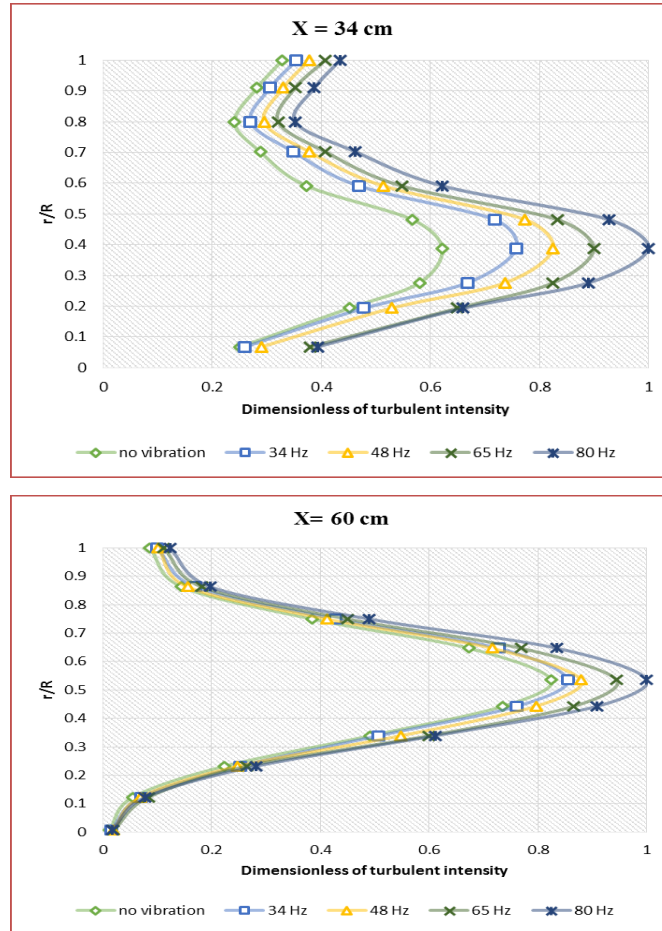 X = 34 cm
1
0.9
0.8
0.7
0.6
0.5
0.4
0.3
0.2
0.1
0
r/R
0 0.2 0.4 0.6 0.8 1
Dimensionless of turbulent intensity
no vibration 34 Hz 48 Hz 65 Hz 80 Hz
X= 60 cm
1
0.9
0.8
0.7
0.6
0.5
0.4
0.3
0.2
0.1
0
r/R
0 0.2 0.4 0.6 0.8 1
Dimensionless of turbulent intensity
no vibration 34 Hz 48 Hz 65 Hz 80 Hz